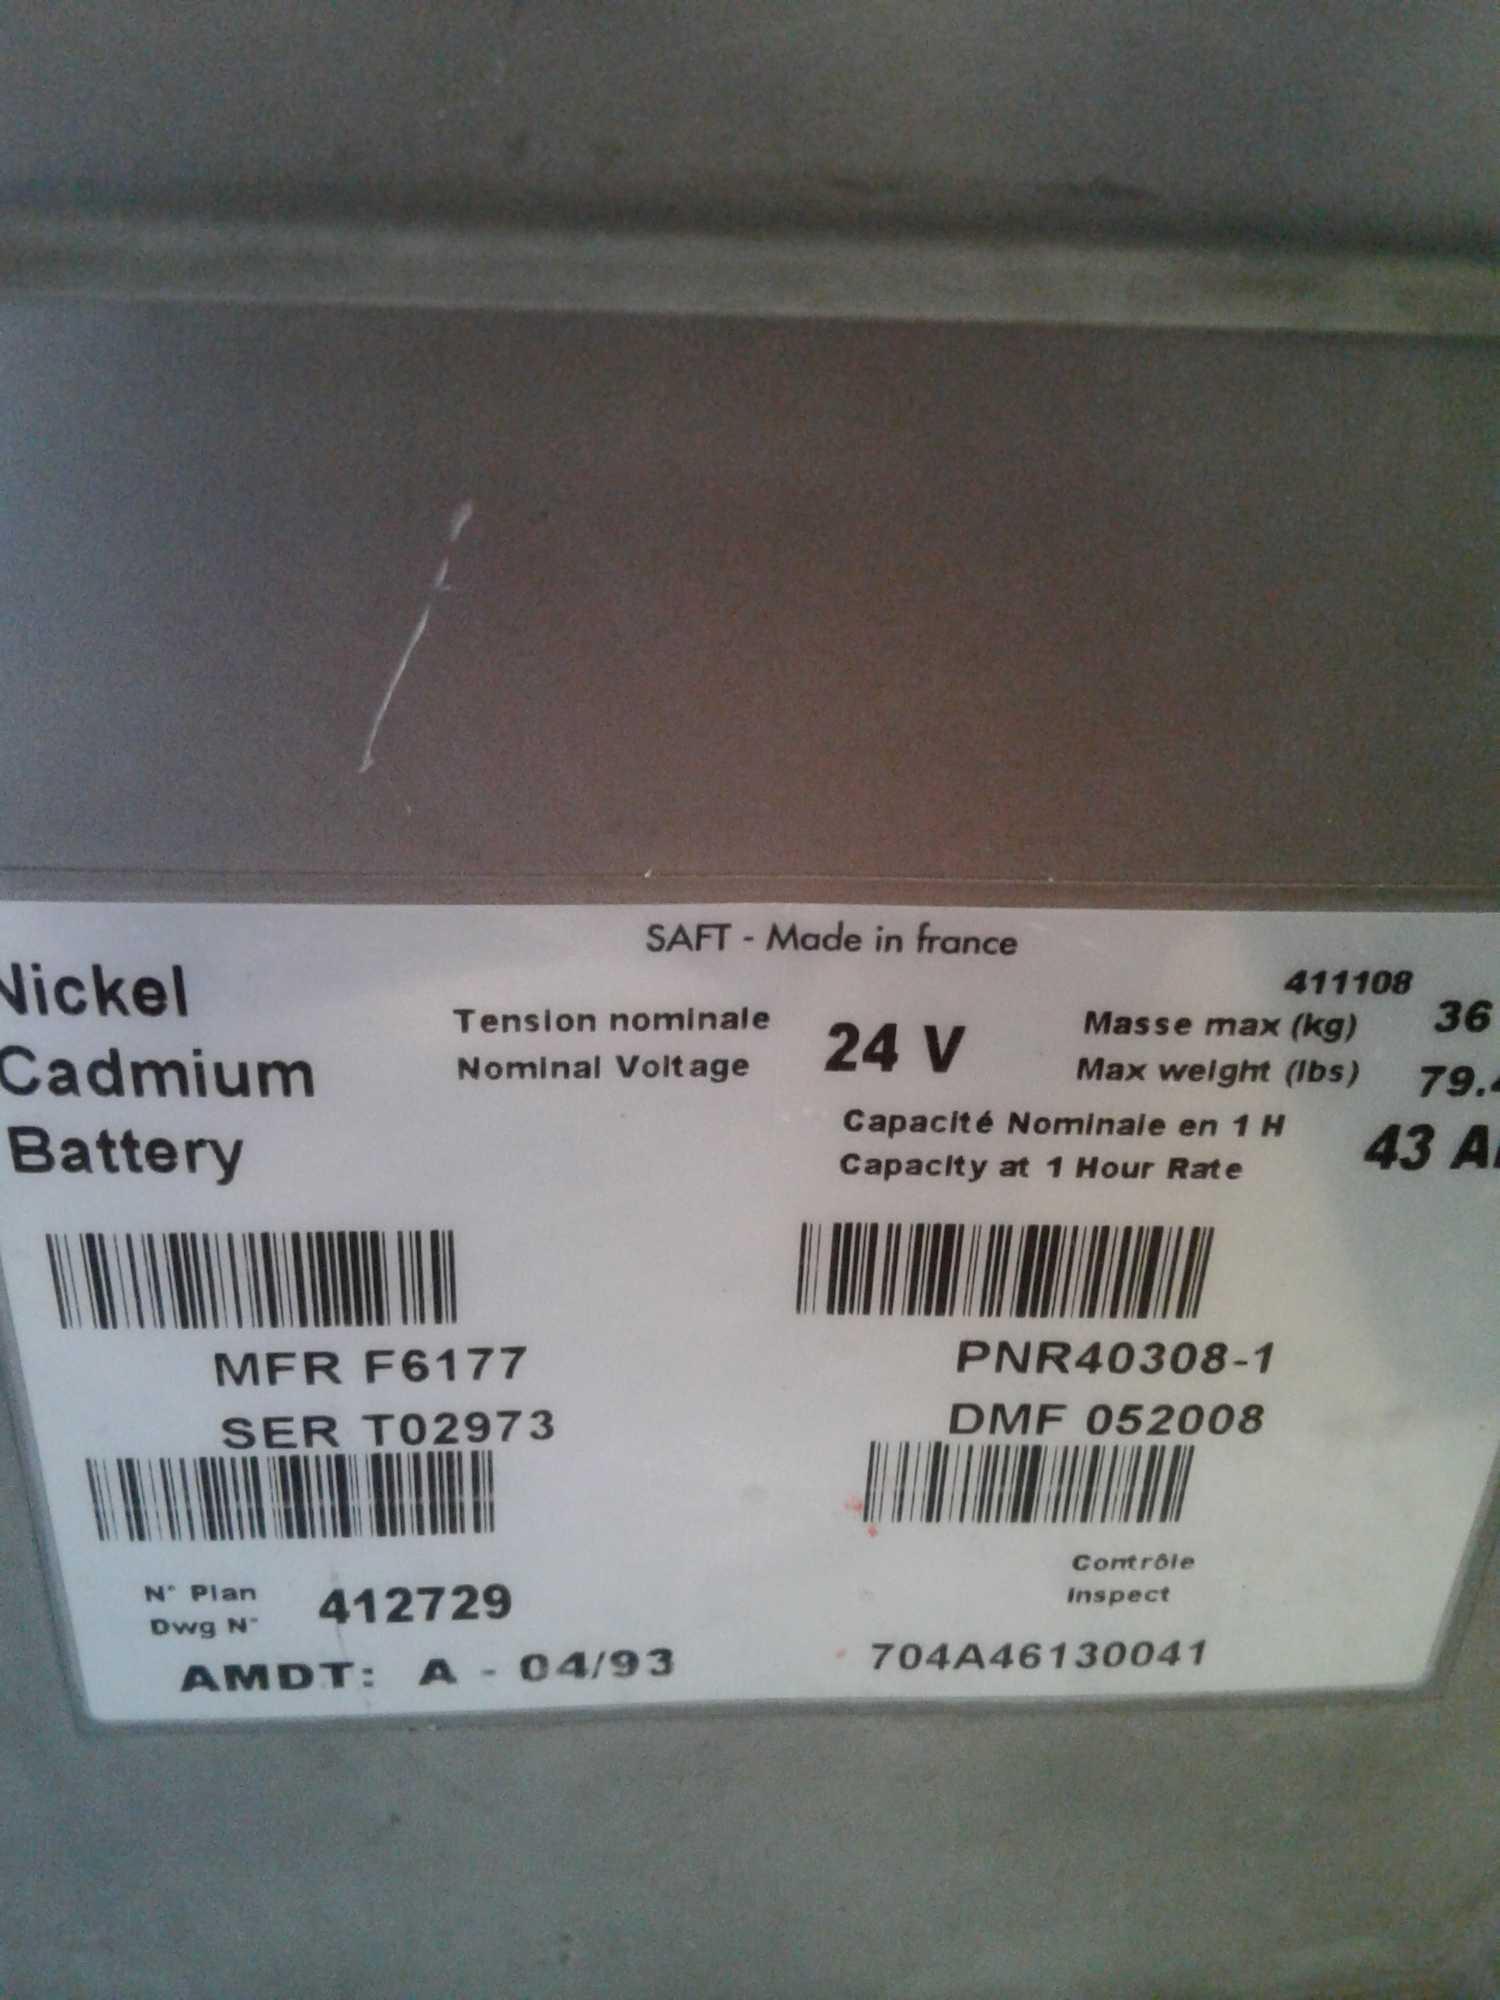 SAFT - Made in france
Nickel
Cadmium
Battery
Tension nominale
Nominal Voltage
24 V
411108
Masse max (kg) 36
Max weight (lbs) 79.
Capacité Nominale en 1 H
Capacity at 1 Hour Rate
43
MFR F6177
SER T02973
PNR40308-1
DMF 052008
N° Plan
Dwg N°
412729
AMDT: A - 04/93
Contrôle
Inspect
704A46130041